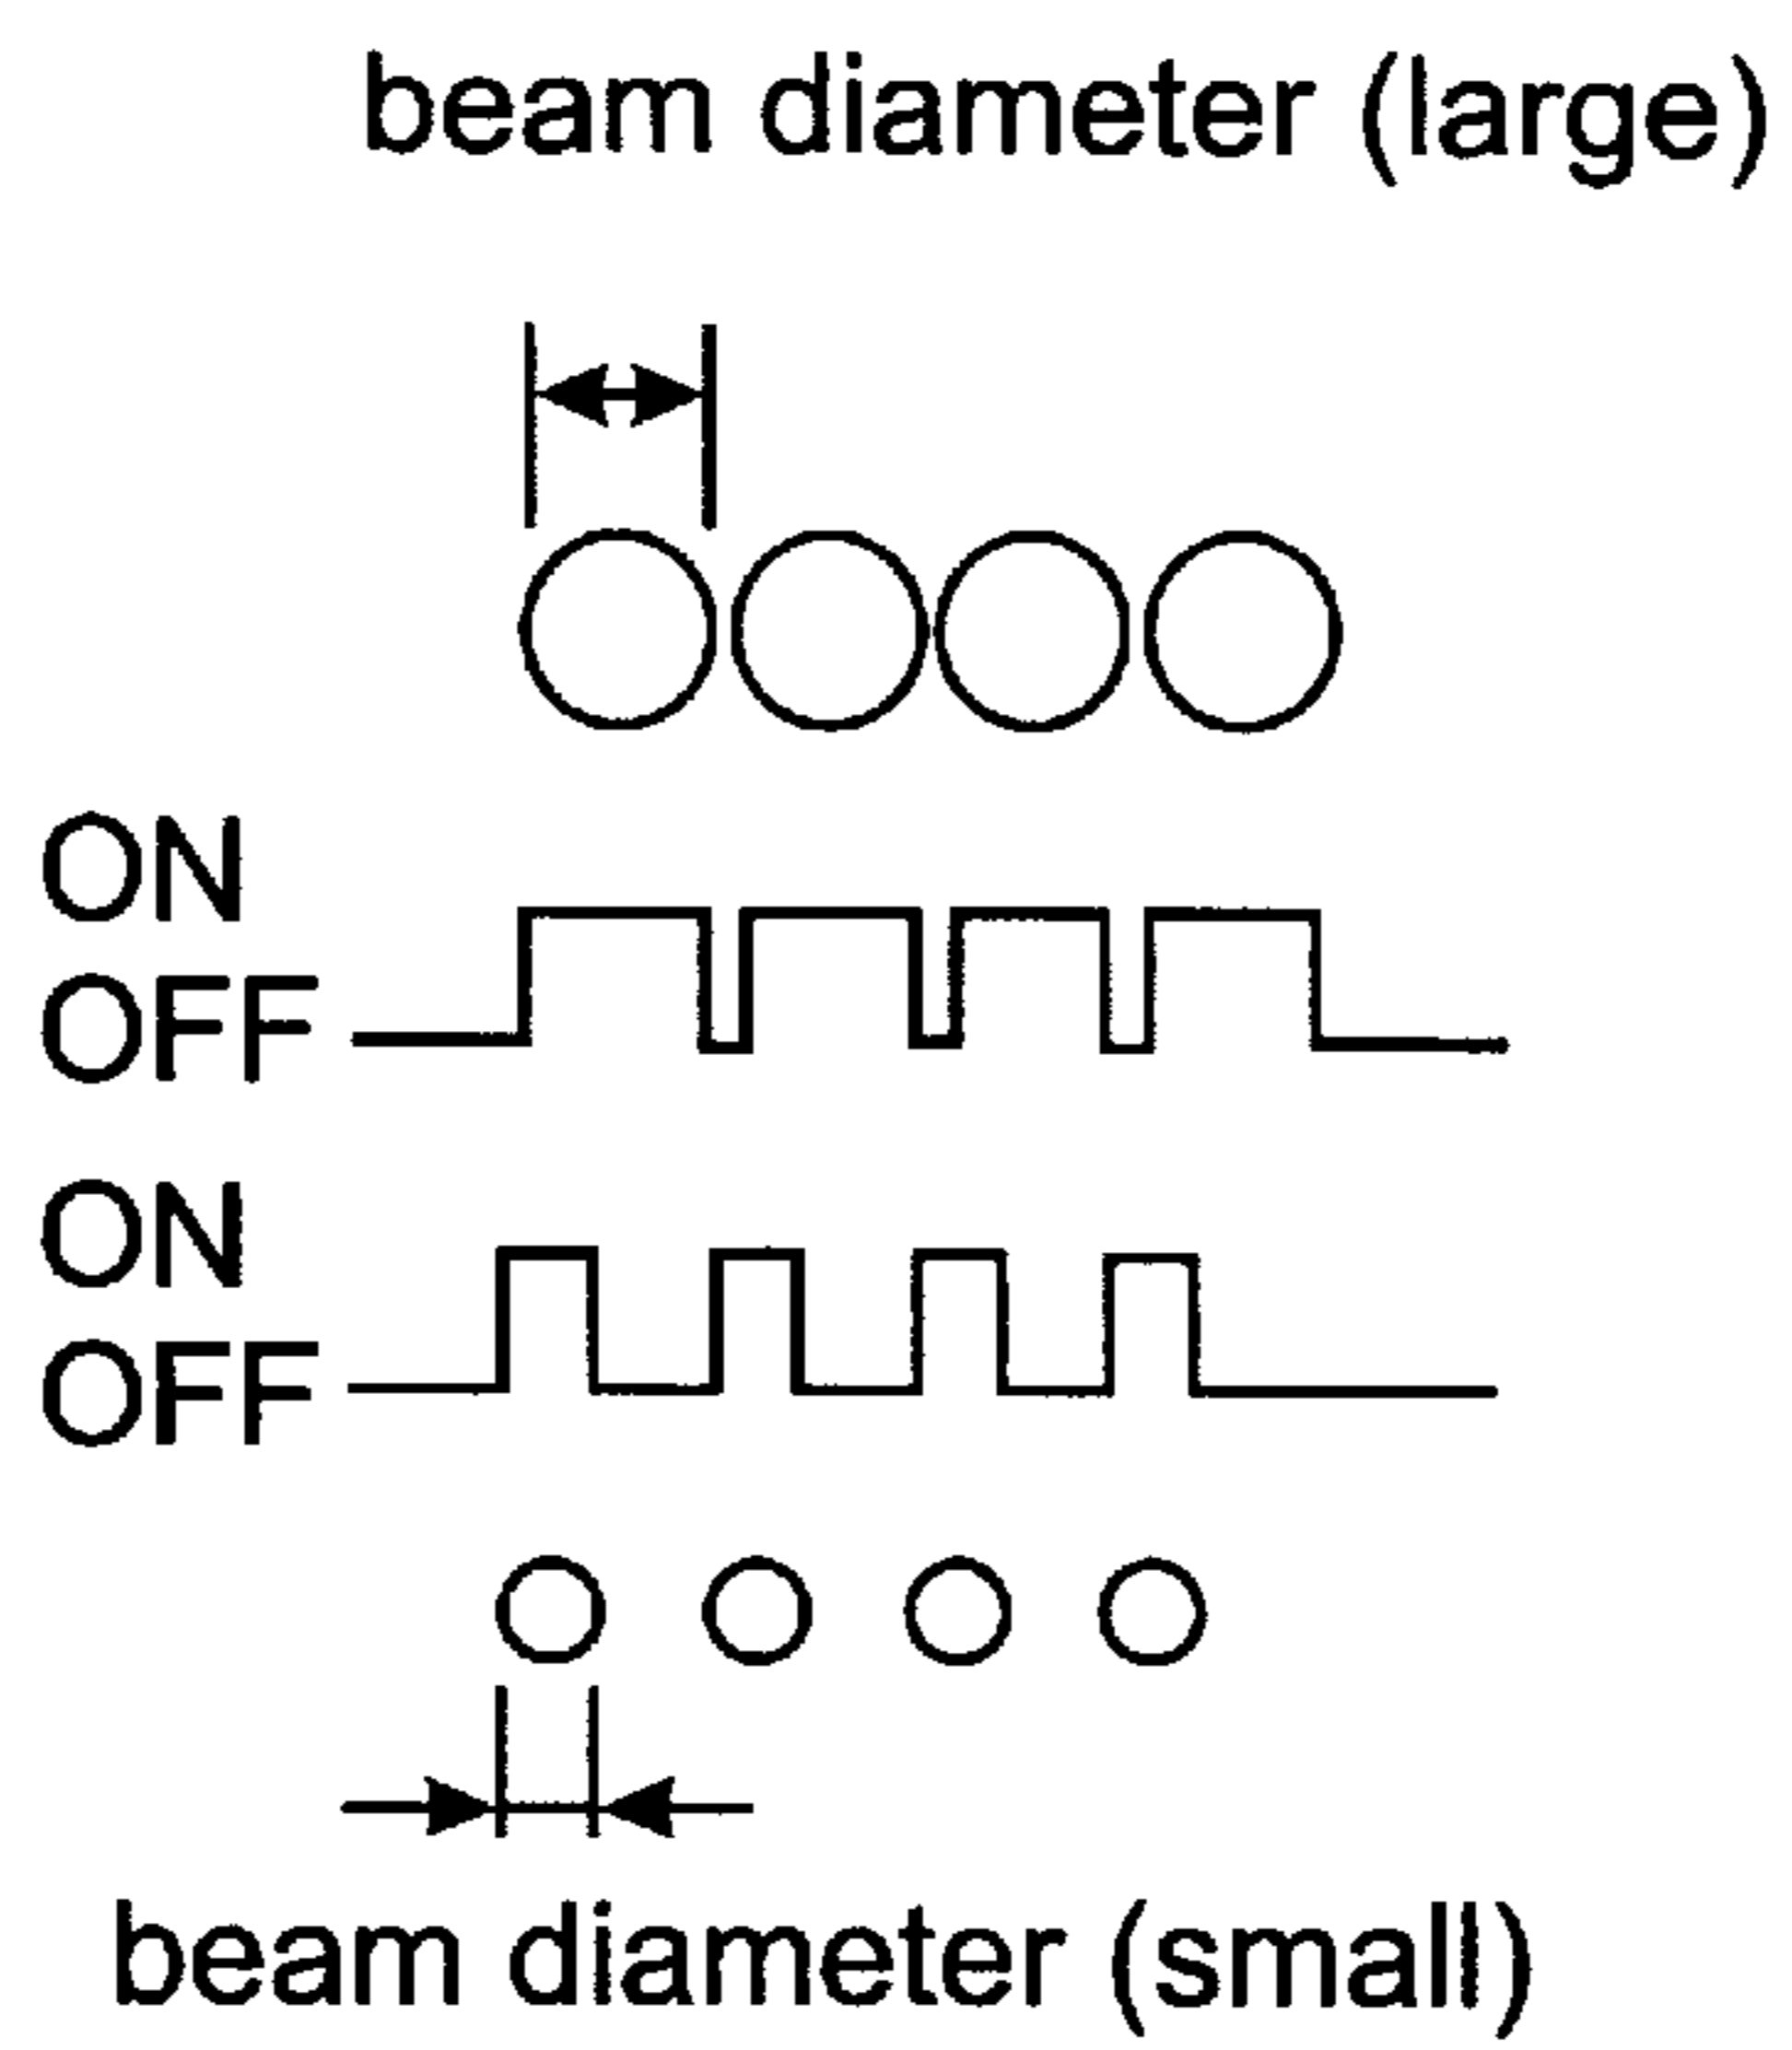 beam diameter (large)
ON
OFF
ON
OFF
beam diameter (small)